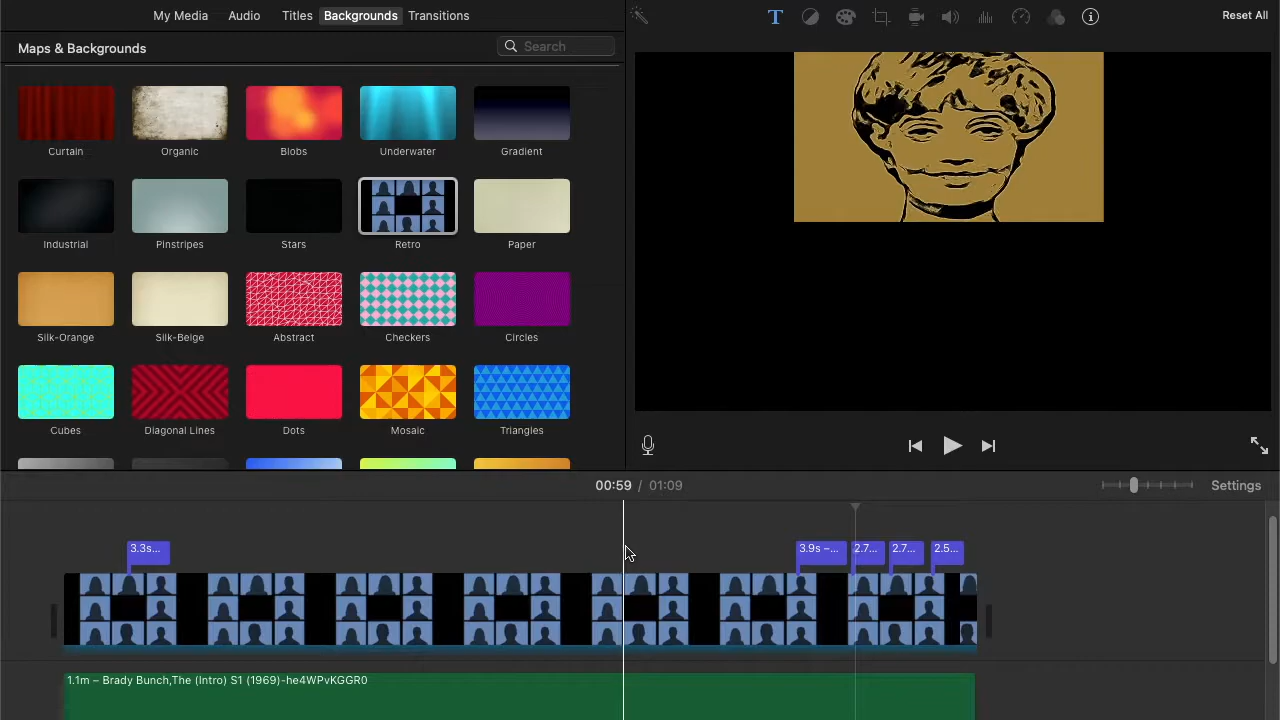 My Media Audio Titles Backgrounds Transitions
Reset All
Maps & Backgrounds
Search
Curtain Organic Blobs Underwater Gradient
Industrial Pinstripes Stars Retro Paper
Silk-Orange Silk-Beige Abstract Checkers Circles
Cubes Diagonal Lines Dots Mosaic Triangles
00:59 / 01:09
Settings
3.3s... 3.9s –... 2.7... 2.7... 2.5...
1.1m – Brady Bunch,The (Intro) S1 (1969)-he4WPvKGGR0